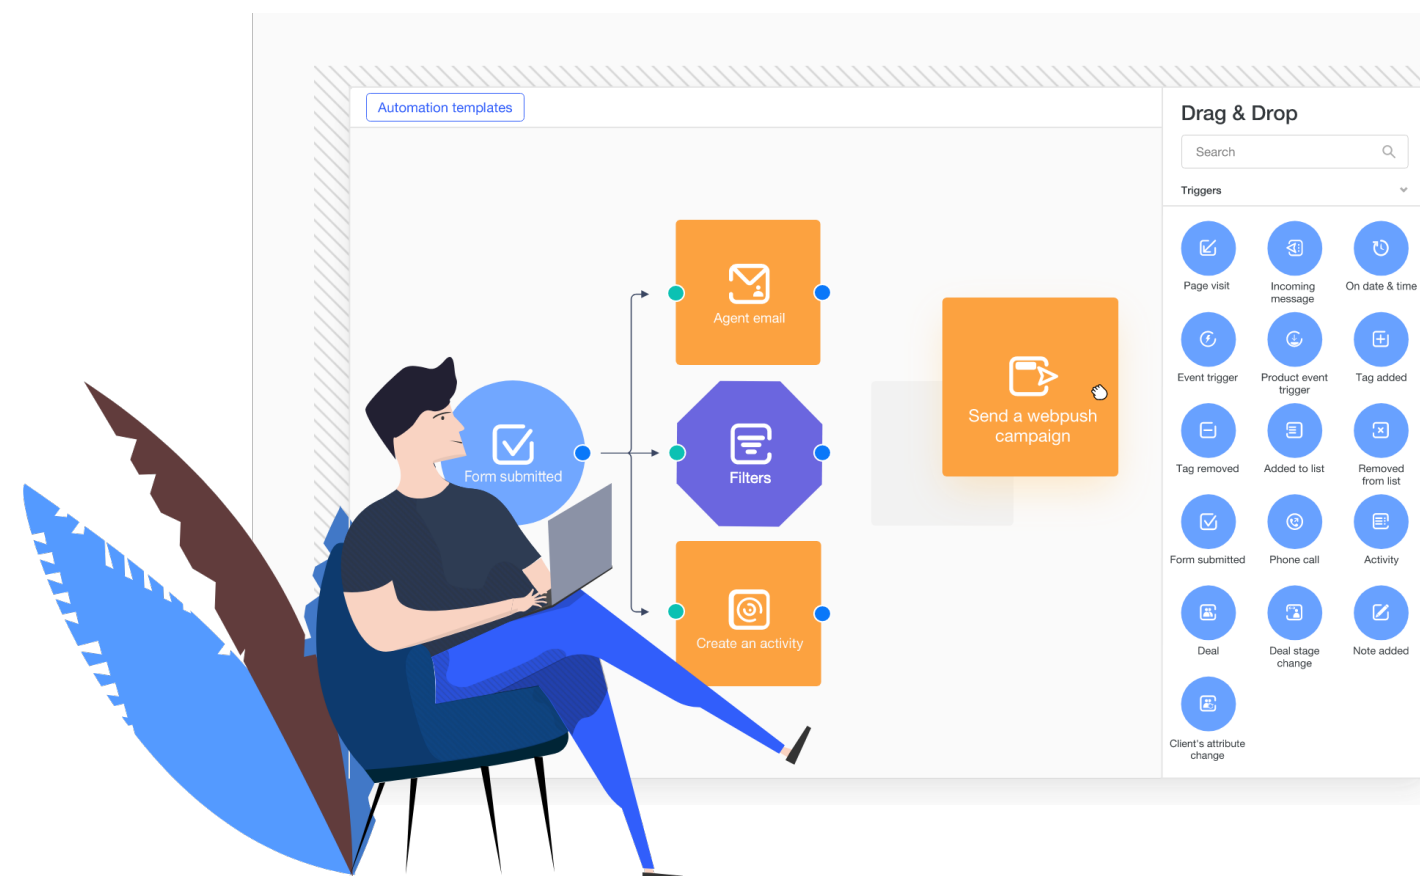 Automation templates
Drag & Drop
Search
Triggers
Agent email
Form submitted
Filters
Create an activity
Send a webpush
campaign
Page visit
Incoming
message
On date & time
Event trigger
Product event
trigger
Tag added
Tag removed
Added to list
Removed
from list
Form submitted
Phone call
Activity
Deal
Deal stage
change
Note added
Client's attribute
change